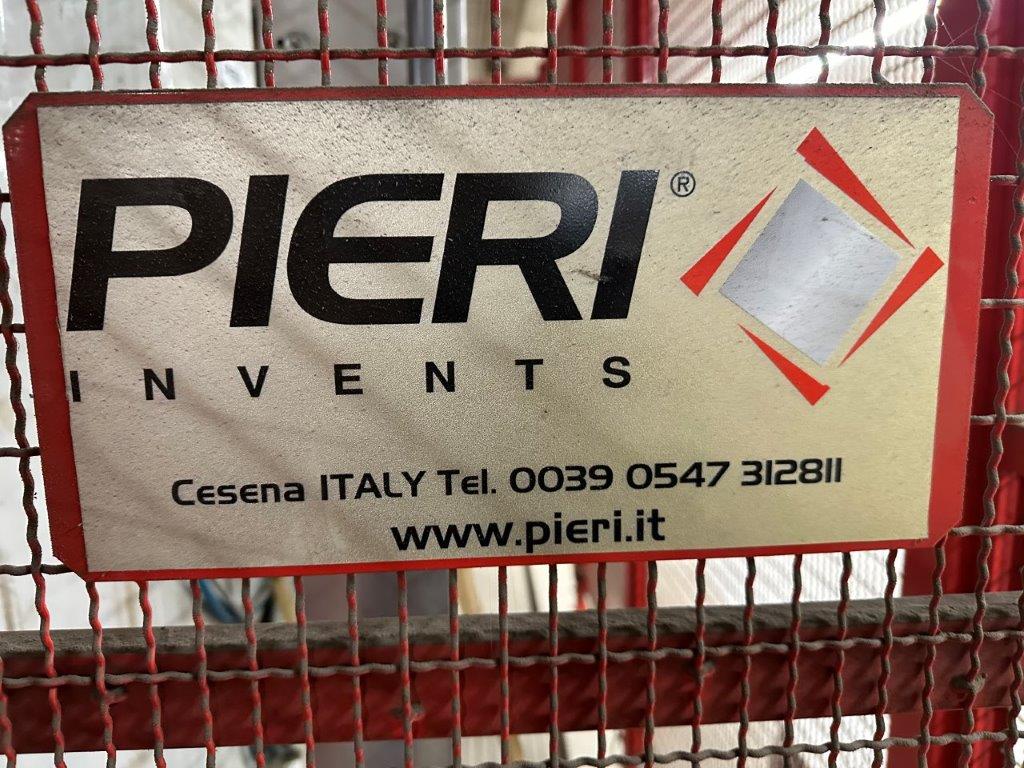 PIERI®
INVENTS
Cesena ITALY Tel. 0039 0547 312811
www.pieri.it